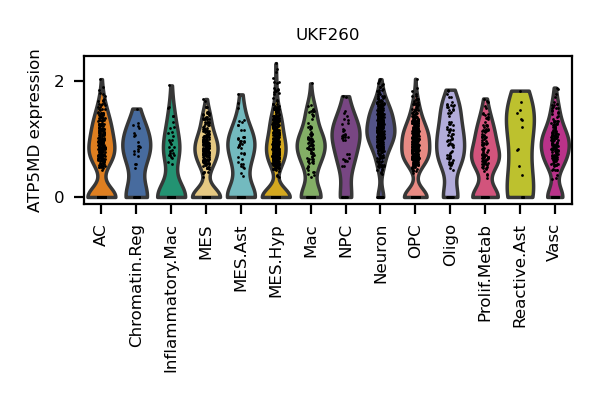 UKF260
ATP5MD expression
2
0
AC
Chromatin.Reg
Inflammatory.Mac
MES
MES.Ast
MES.Hyp
Mac
NPC
Neuron
OPC
Oligo
Prolif.Metab
Reactive.Ast
Vasc